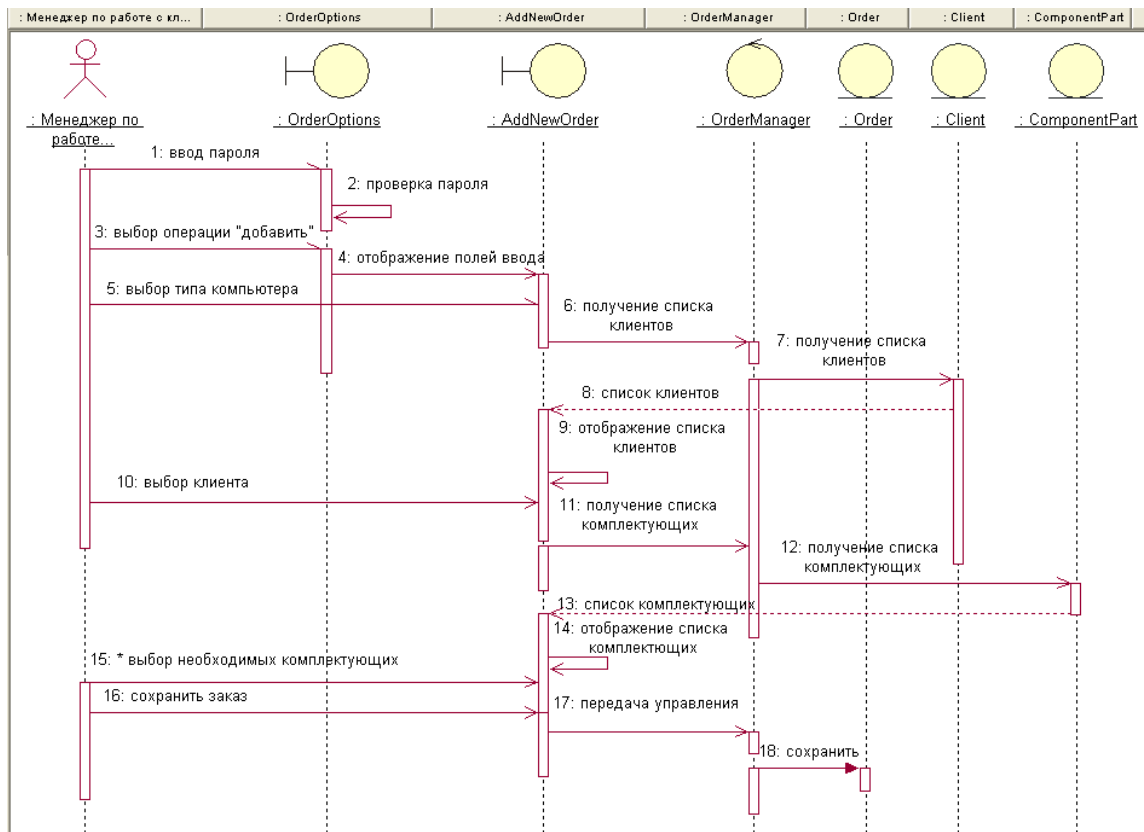 : Менеджер по работе с кл...
: OrderOptions
: AddNewOrder
: OrderManager
: Order
: Client
: ComponentPart
: Менеджер по
работе...
: OrderOptions
: AddNewOrder
: OrderManager
: Order
: Client
: ComponentPart
1: ввод пароля
2: проверка пароля
3: выбор операции "добавить"
4: отображение полей ввода
5: выбор типа компьютера
6: получение списка
клиентов
7: получение списка
клиентов
8: список клиентов
9: отображение списка
клиентов
10: выбор клиента
11: получение списка
комплектующих
12: получение списка
комплектующих
13: список комплектующих
14: отображение списка
комплектющих
15: * выбор необходимых комплектующих
16: сохранить заказ
17: передача управления
18: сохранить